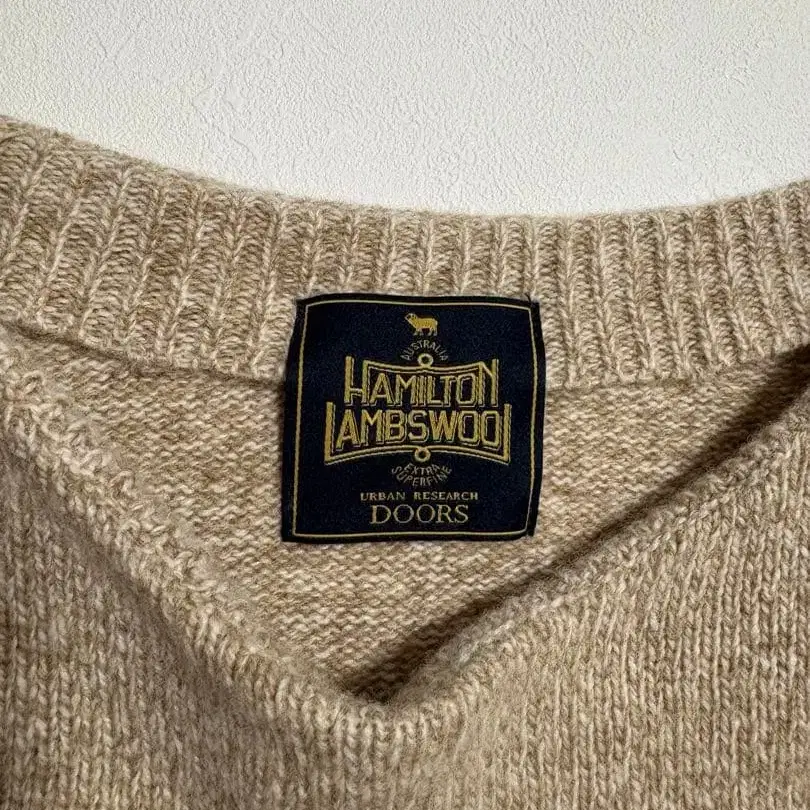 AUSTRALIA
HAMILTON
LAMBSWOOL
EXTRA
SUPERFINE
URBAN RESEARCH
DOORS